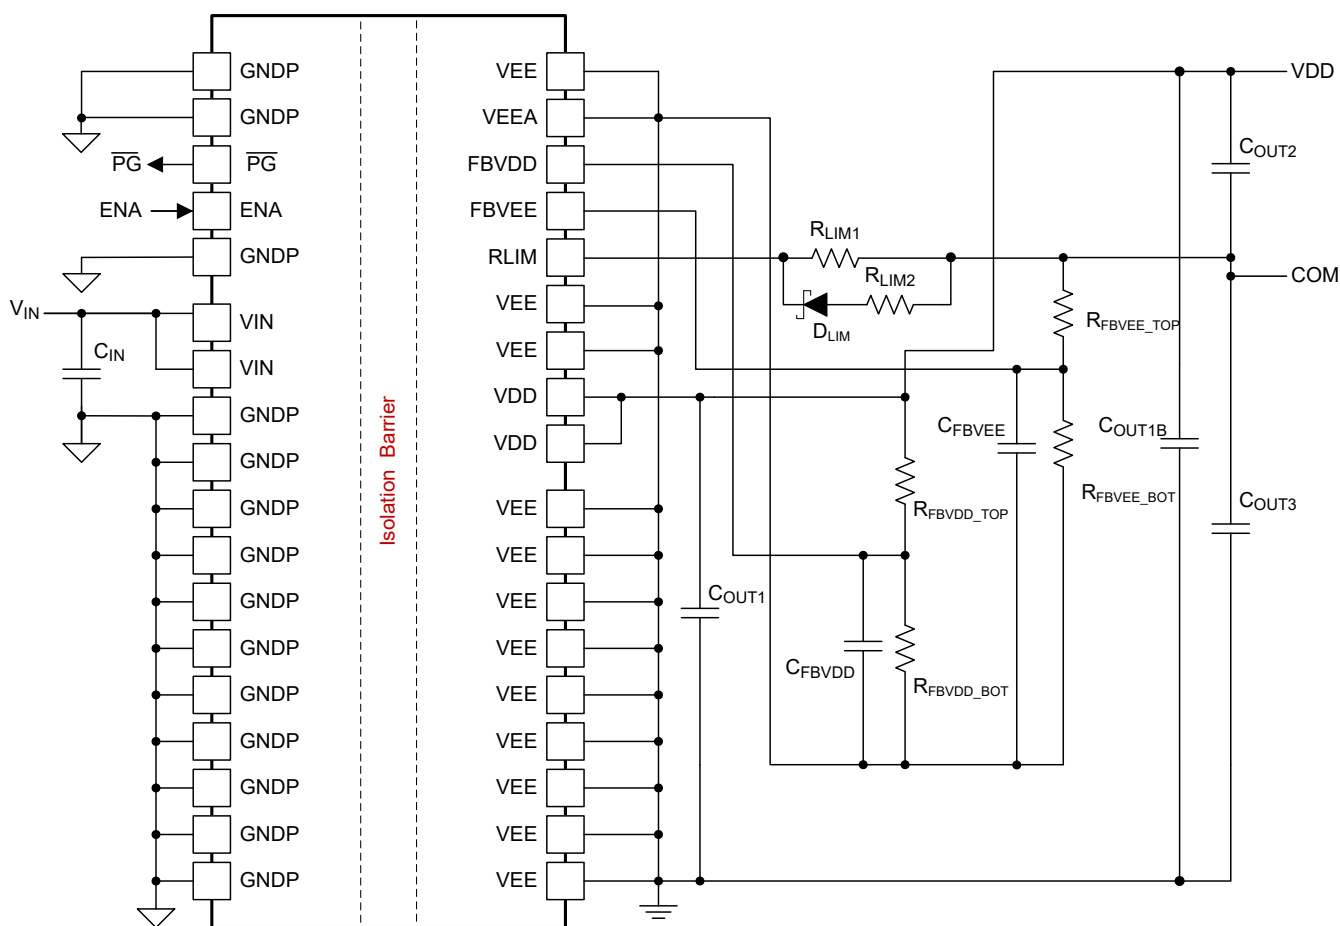 GNDP
GNDP
PG
PG
ENA
ENA
GNDP
VIN
VIN
CIN
VIN
GNDP
GNDP
GNDP
GNDP
GNDP
GNDP
GNDP
GNDP
GNDP
GNDP
GNDP
Isolation Barrier
VEE
VEEA
FBVDD
FBVEE
RLIM
VEE
VEE
VDD
VDD
VEE
VEE
VEE
VEE
VEE
VEE
VEE
VEE
VEE
RLIM1
RLIM2
DLIM
COUT1
CFBVDD
RFBVDD_TOP
RFBVDD_BOT
CFBVEE
RFBVEE_TOP
RFBVEE_BOT
COUT1B
COUT2
COUT3
VDD
COM